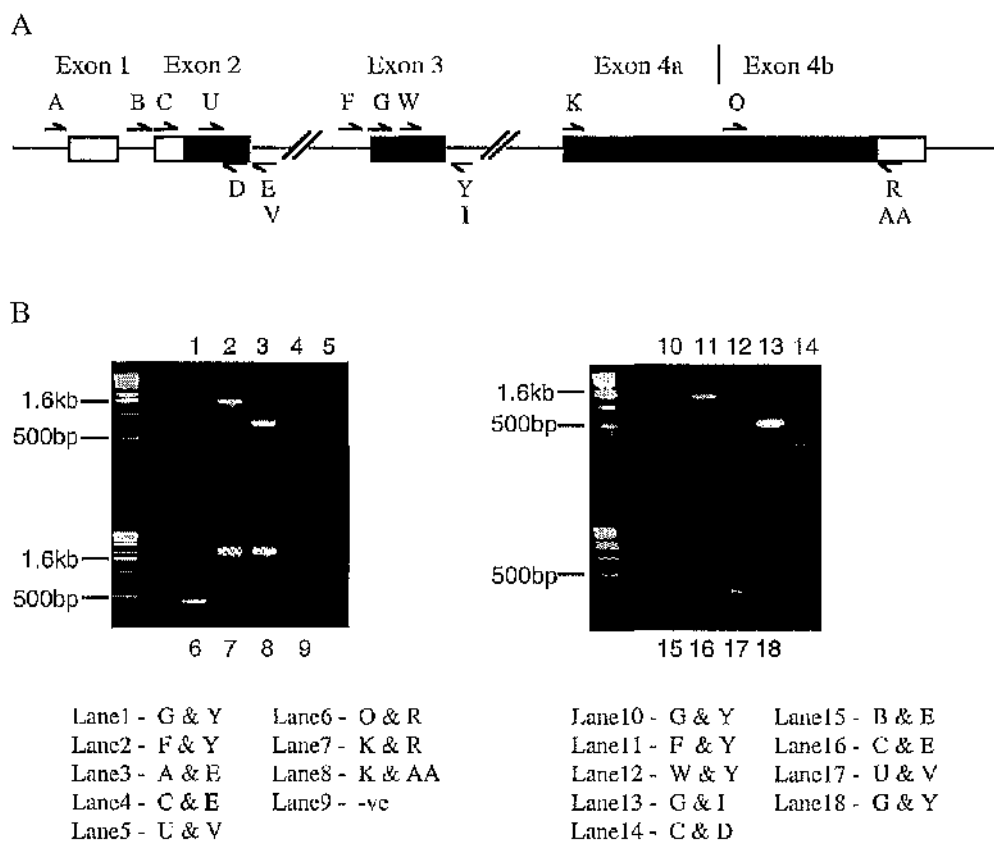 A
Exon 1 Exon 2 Exon 3 Exon 4a Exon 4b
A B C U F G W K O
D E Y R
V I AA
B
1 2 3 4 5
1.6kb
500bp
1.6kb
500bp
6 7 8 9
10 11 12 13 14
1.6kb
500bp
500bp
15 16 17 18
Lane1 - G & Y
Lane2 - F & Y
Lane3 - A & E
Lane4 - C & E
Lane5 - U & V
Lane6 - O & R
Lane7 - K & R
Lane8 - K & AA
Lane9 - -ve
Lane10 - G & Y
Lane11 - F & Y
Lane12 - W & Y
Lane13 - G & I
Lane14 - C & D
Lane15 - B & E
Lane16 - C & E
Lane17 - U & V
Lane18 - G & Y